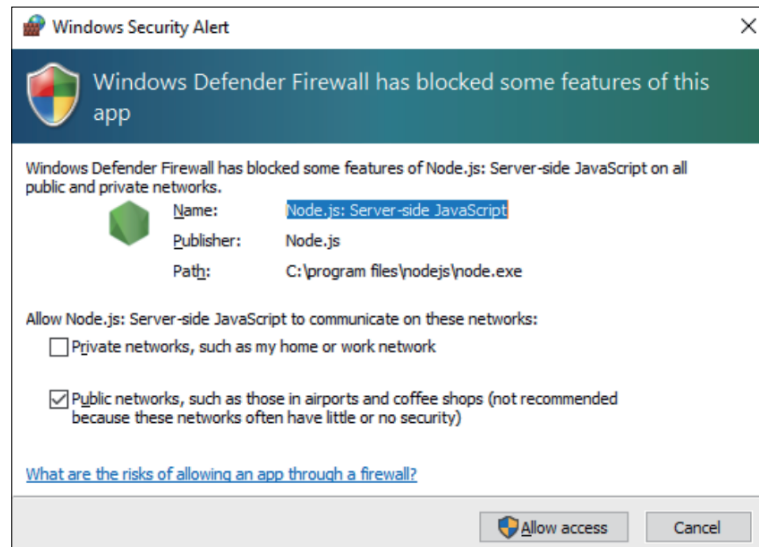 Windows Security Alert
Windows Defender Firewall has blocked some features of this
app
Windows Defender Firewall has blocked some features of Node.js: Server-side JavaScript on all
public and private networks.
Name: Node.js: Server-side JavaScript
Publisher: Node.js
Path: C:\program files\nodejs\node.exe
Allow Node.js: Server-side JavaScript to communicate on these networks:
Private networks, such as my home or work network
Public networks, such as those in airports and coffee shops (not recommended
because these networks often have little or no security)
What are the risks of allowing an app through a firewall?
Allow access Cancel